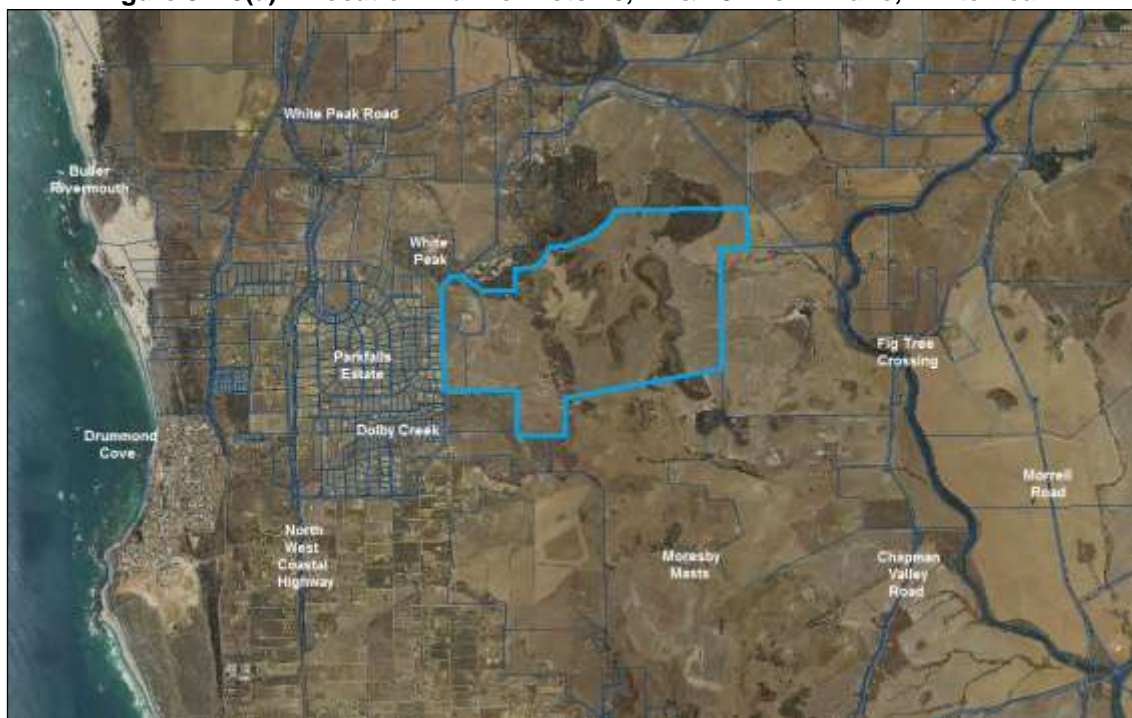 White Peak Road
Buller
Rivermouth
White
Peak
Parkfalls
Estate
Fig Tree
Crossing
Dolby Creek
Drummond
Cove
Morrell
Road
North
West
Coastal
Highway
Moresby
Masts
Chapman
Valley
Road